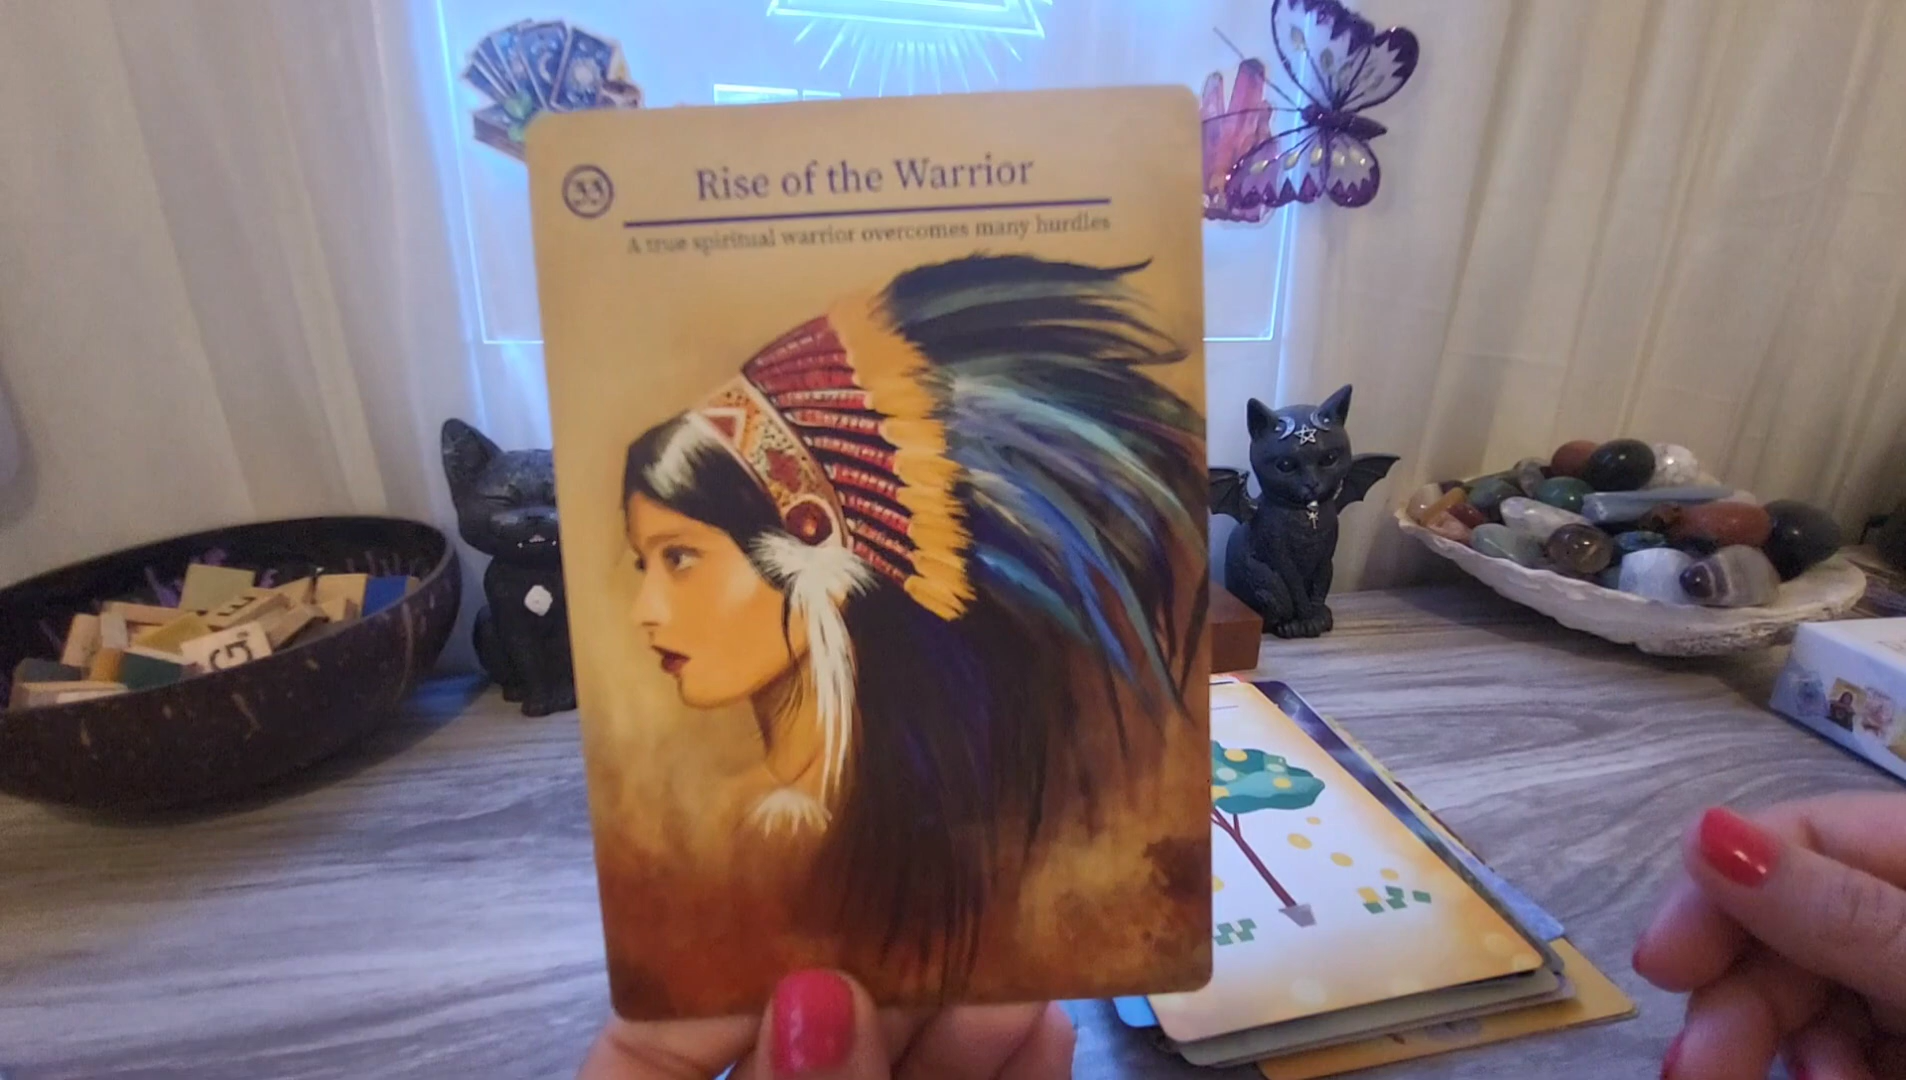 33
Rise of the Warrior
A true spiritual warrior overcomes many hurdles
G
E